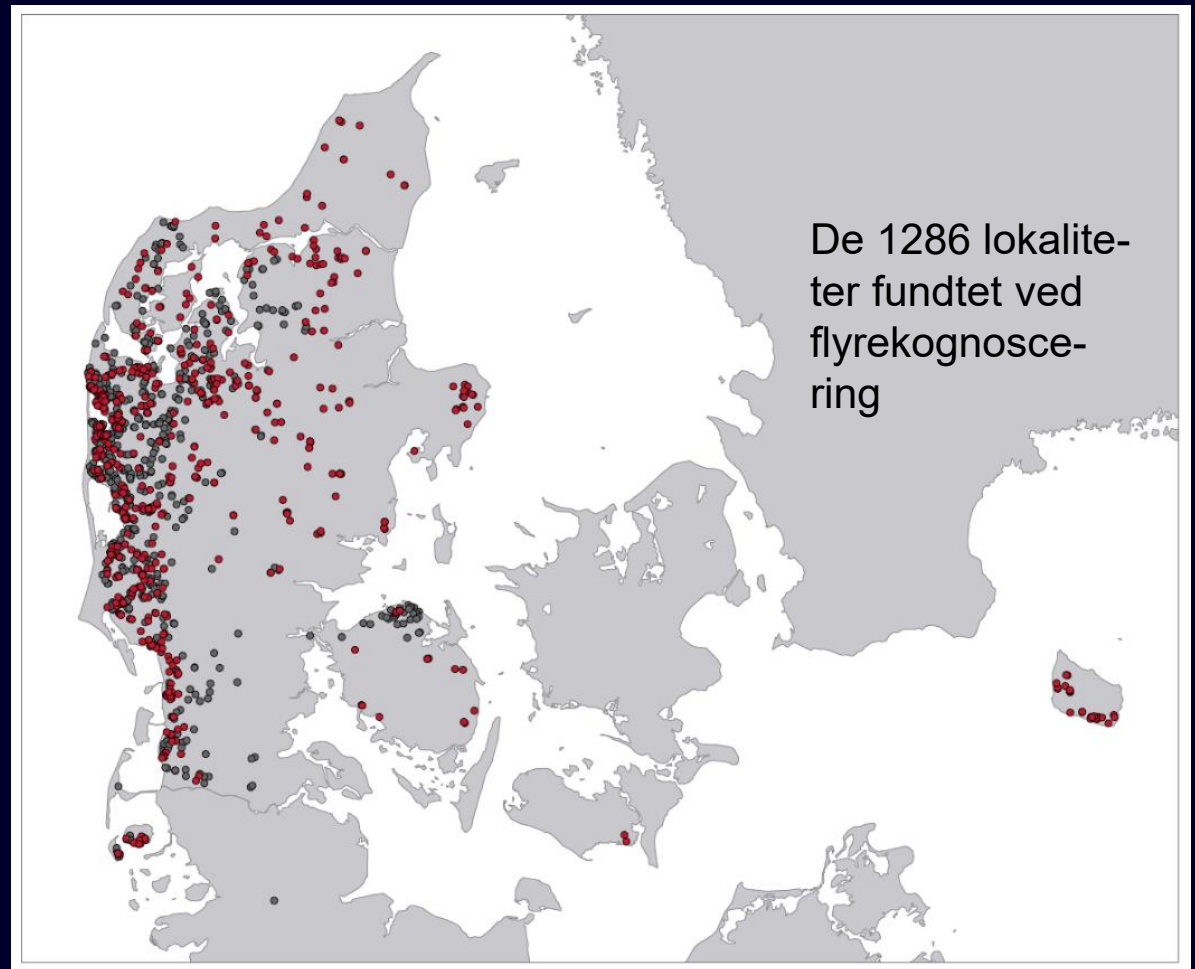 De 1286 lokalite-
ter fundtet ved
flyrekognosce-
ring